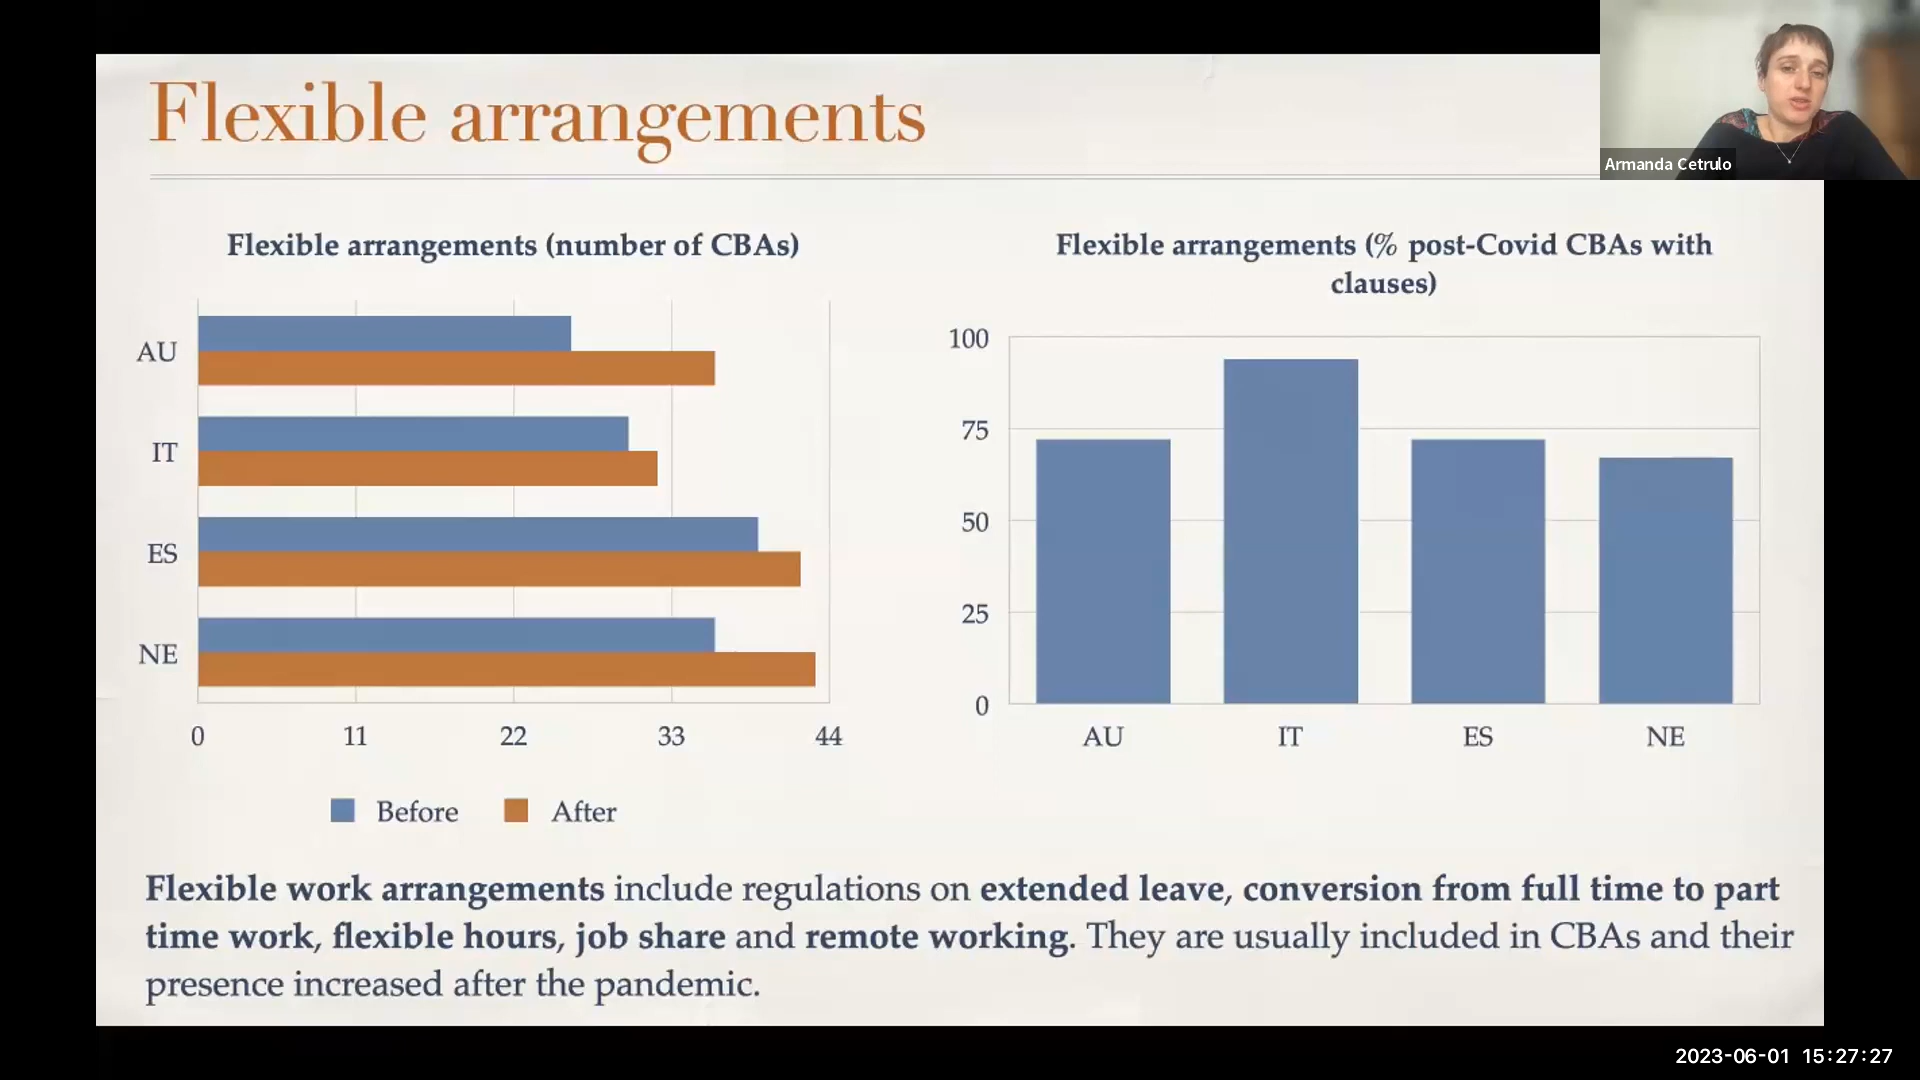 Flexible arrangements
Armanda Cetrulo
Flexible arrangements (number of CBAs)
AU
IT
ES
NE
0 11 22 33 44
Before After
Flexible arrangements (% post-Covid CBAs with
clauses)
100
75
50
25
0
AU IT ES NE
Flexible work arrangements include regulations on extended leave, conversion from full time to part
time work, flexible hours, job share and remote working. They are usually included in CBAs and their
presence increased after the pandemic.
2023-06-01 15:27:27